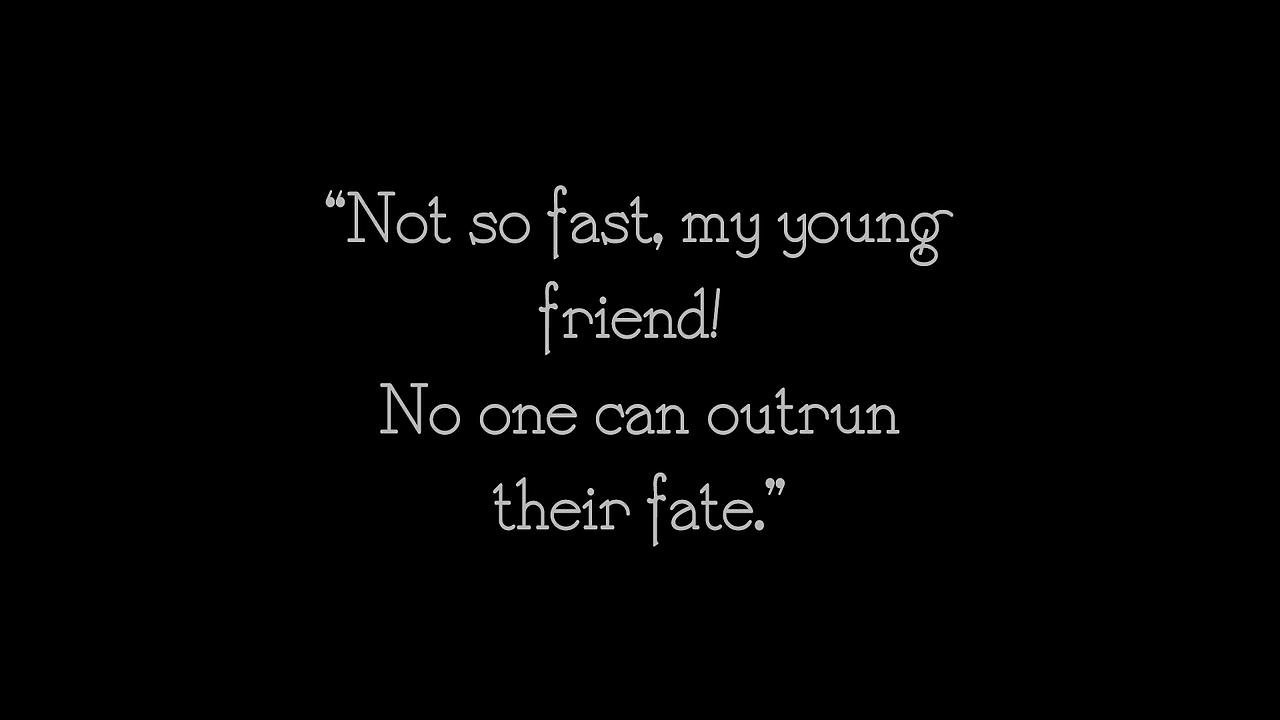 “Not so fast, my young
friend!
No one can outrun
their fate.”